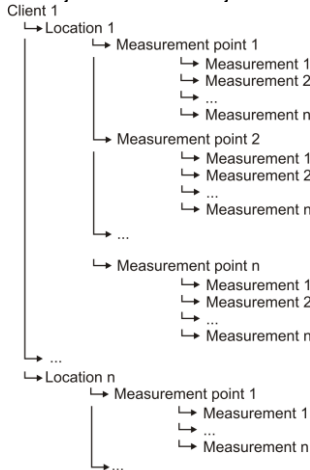 Client 1
Location 1
Measurement point 1
Measurement 1
Measurement 2
...
Measurement n
Measurement point 2
Measurement 1
Measurement 2
...
Measurement n
...
Measurement point n
Measurement 1
Measurement 2
...
Measurement n
...
Location n
Measurement point 1
Measurement 1
...
Measurement n
...